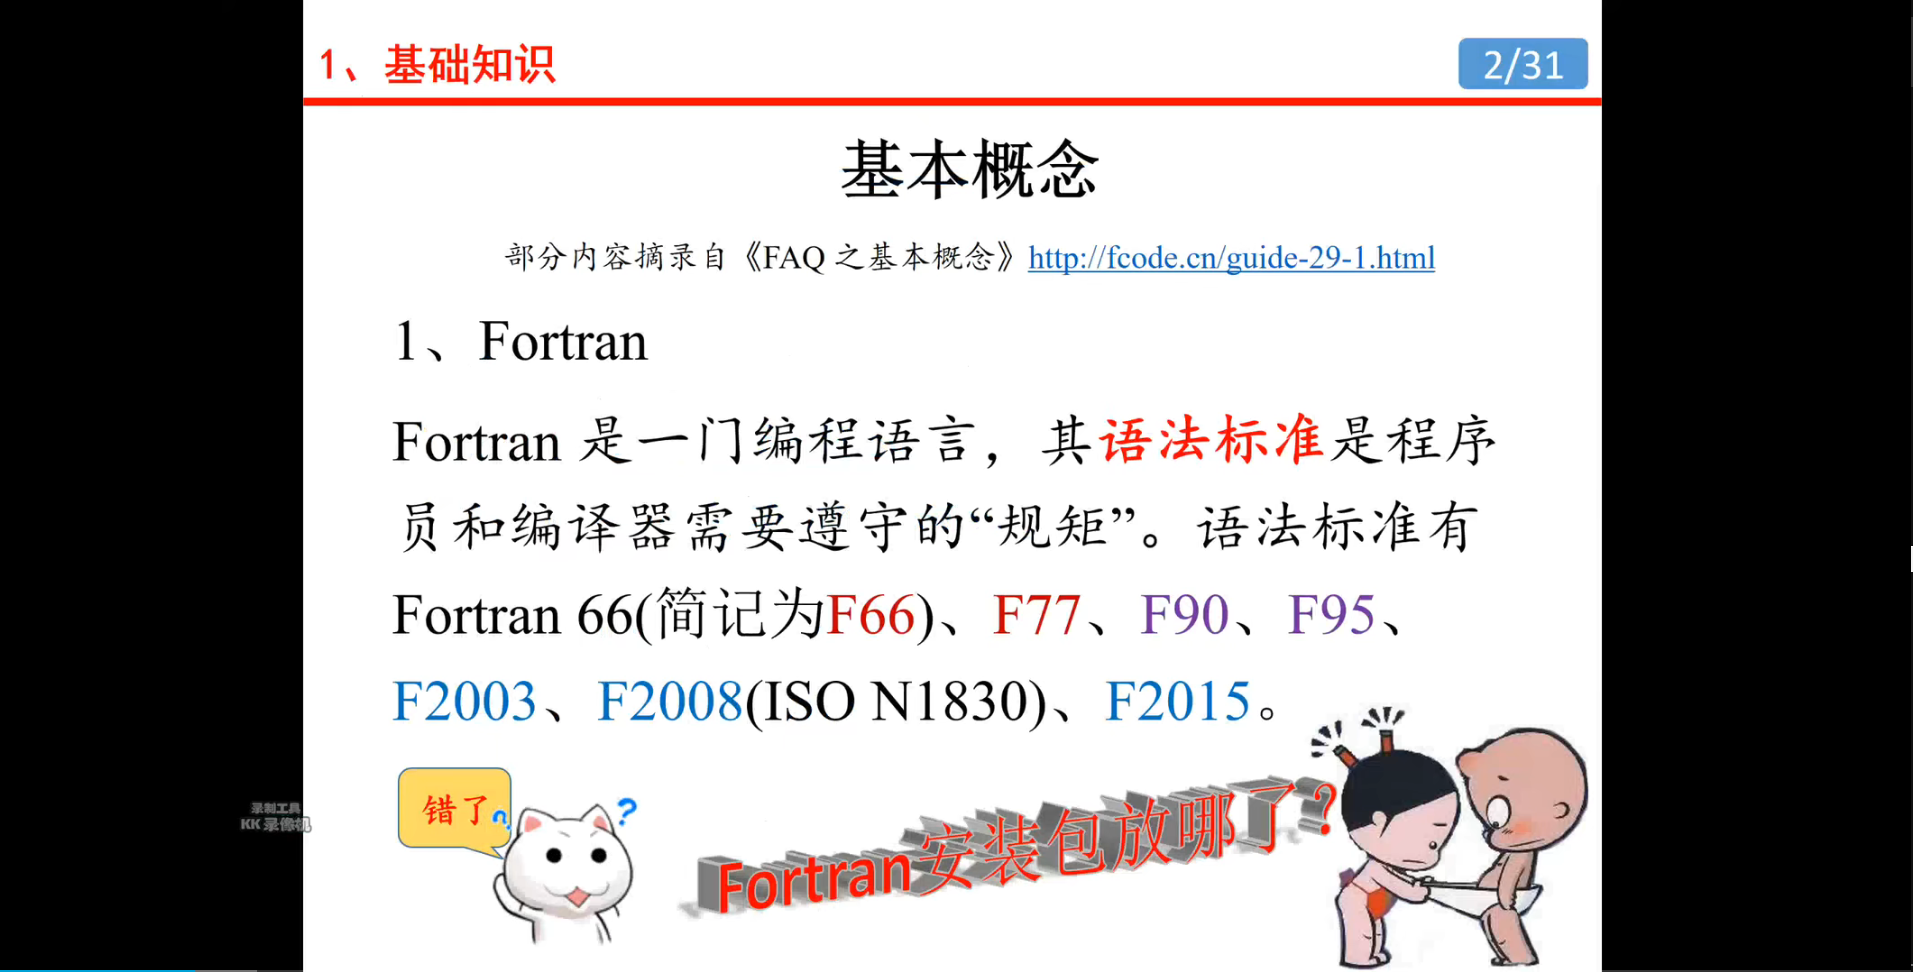 1、基础知识
2/31
基本概念
部分内容摘录自《FAQ 之基本概念》http://fcode.cn/guide-29-1.html
1、Fortran
Fortran 是一门编程语言，其语法标准是程序
员和编译器需要遵守的“规矩”。语法标准有
Fortran 66(简记为F66)、F77、F90、F95、
F2003、F2008(ISO N1830)、F2015。
错了
?
Fortran安装包放哪了？
录制工具
KK 录像机